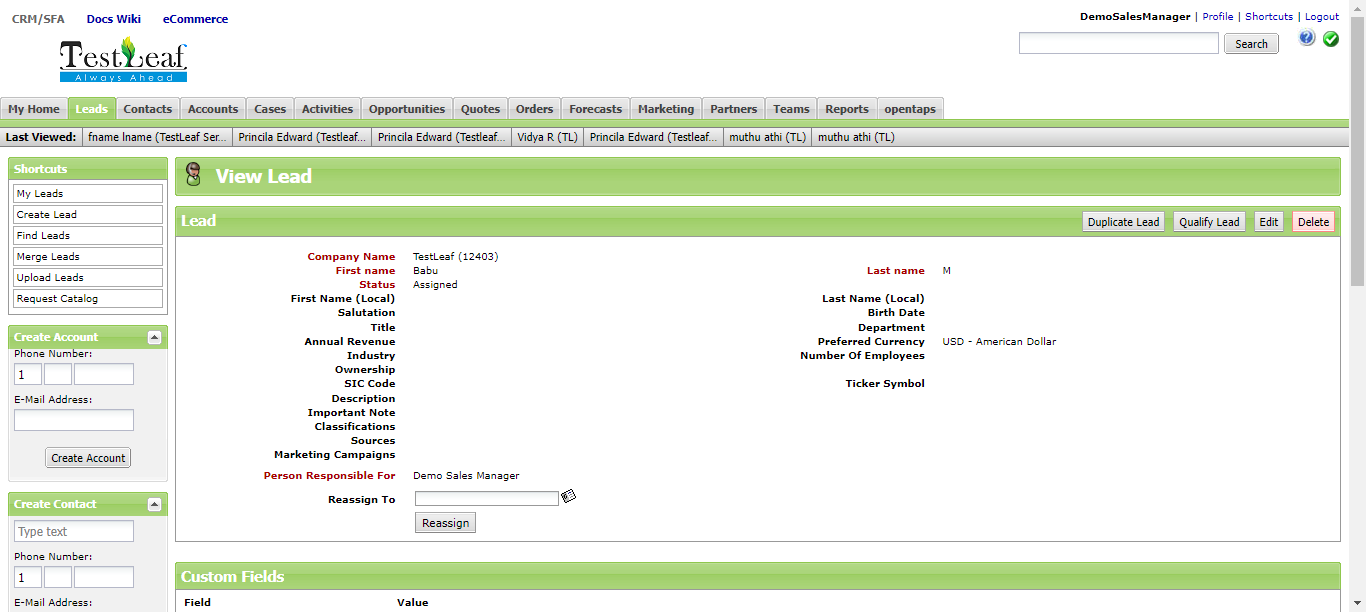 CRM/SFA Docs Wiki eCommerce
DemoSalesManager | Profile | Shortcuts | Logout
Search
TestLeaf
Always Ahead
My Home Leads Contacts Accounts Cases Activities Opportunities Quotes Orders Forecasts Marketing Partners Teams Reports opentaps
Last Viewed: fname lname (TestLeaf Ser... Princila Edward (Testleaf... Princila Edward (Testleaf... Vidya R (TL) Princila Edward (Testleaf... muthu athi (TL) muthu athi (TL)
Shortcuts
My Leads
Create Lead
Find Leads
Merge Leads
Upload Leads
Request Catalog
Create Account
Phone Number:
1
E-Mail Address:
Create Account
Create Contact
Type text
Phone Number:
1
E-Mail Address:
View Lead
Lead
Duplicate Lead Qualify Lead Edit Delete
Company Name TestLeaf (12403)
First name Babu Last name M
Status Assigned
First Name (Local) Last Name (Local)
Salutation Birth Date
Title Department
Annual Revenue Preferred Currency USD - American Dollar
Industry Number Of Employees
Ownership
SIC Code Ticker Symbol
Description
Important Note
Classifications
Sources
Marketing Campaigns
Person Responsible For Demo Sales Manager
Reassign To
Reassign
Custom Fields
Field Value